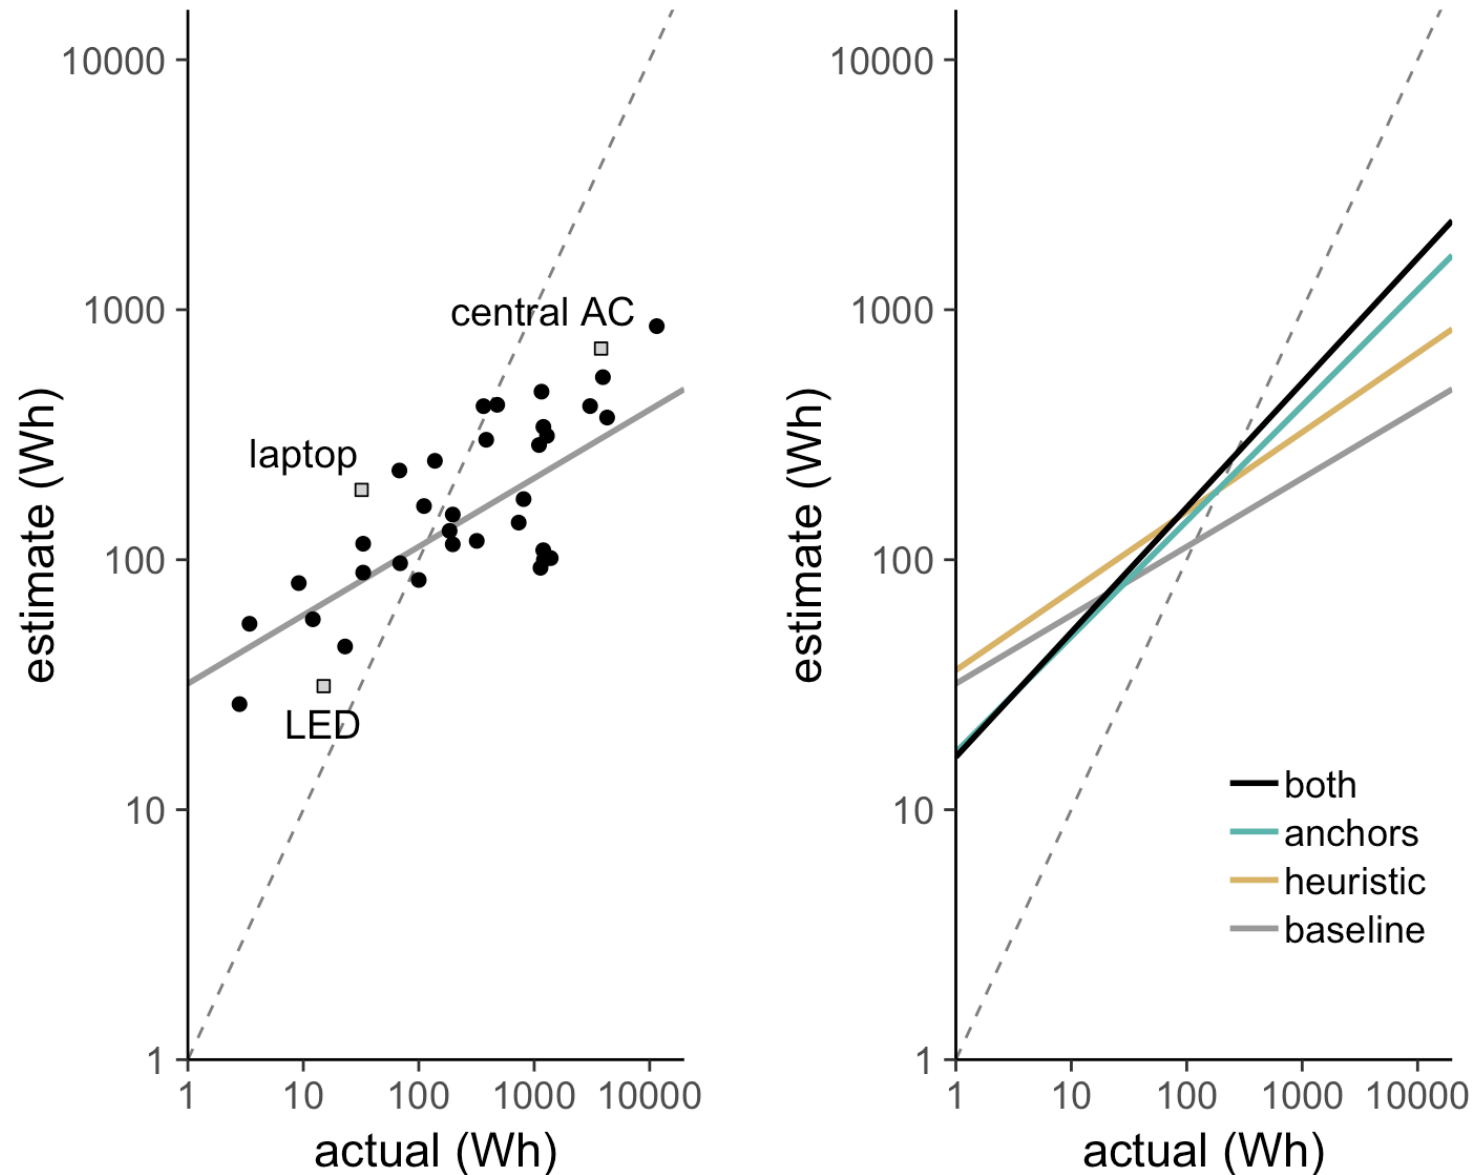 10000
1000
100
10
1
estimate (Wh)
central AC
laptop
LED
1 10 100 1000 10000
actual (Wh)
10000
1000
100
10
1
estimate (Wh)
both
anchors
heuristic
baseline
1 10 100 1000 10000
actual (Wh)